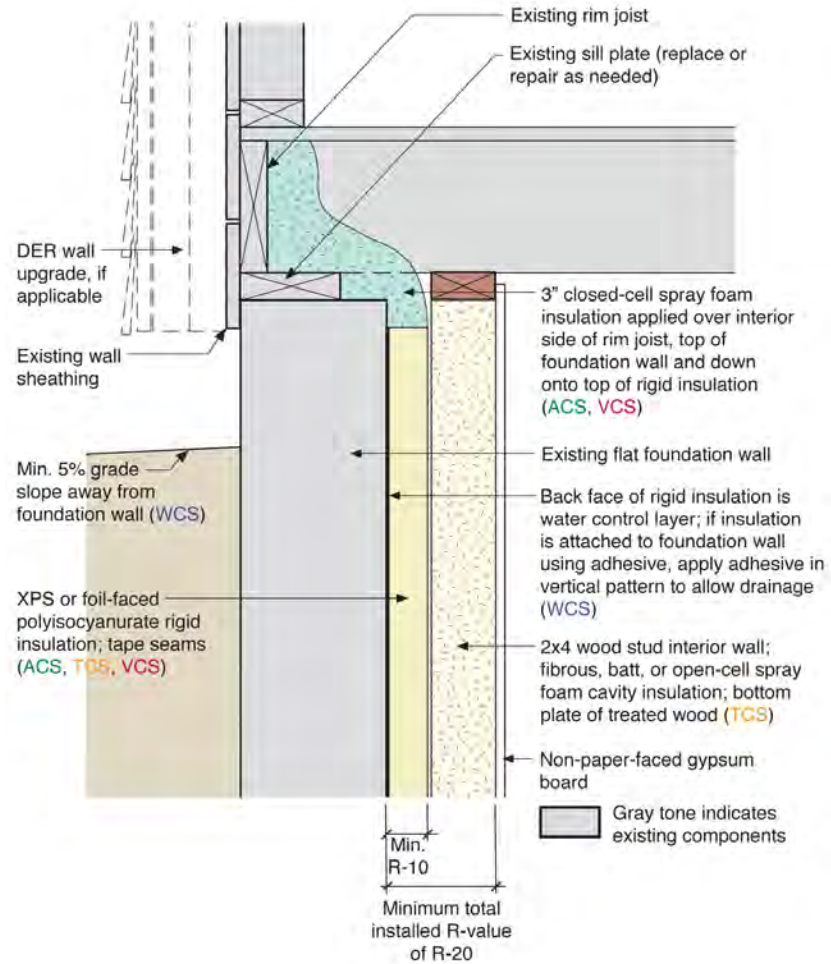 Existing rim joist
Existing sill plate (replace or
repair as needed)
DER wall
upgrade, if
applicable
Existing wall
sheathing
3” closed-cell spray foam
insulation applied over interior
side of rim joist, top of
foundation wall and down
onto top of rigid insulation
(ACS, VCS)
Min. 5% grade
slope away from
foundation wall (WCS)
Existing flat foundation wall
Back face of rigid insulation is
water control layer; if insulation
is attached to foundation wall
using adhesive, apply adhesive in
vertical pattern to allow drainage
(WCS)
XPS or foil-faced
polyisocyanurate rigid
insulation; tape seams
(ACS, TCS, VCS)
2x4 wood stud interior wall;
fibrous, batt, or open-cell spray
foam cavity insulation; bottom
plate of treated wood (TCS)
Non-paper-faced gypsum
board
Gray tone indicates
existing components
Min.
R-10
Minimum total
installed R-value
of R-20